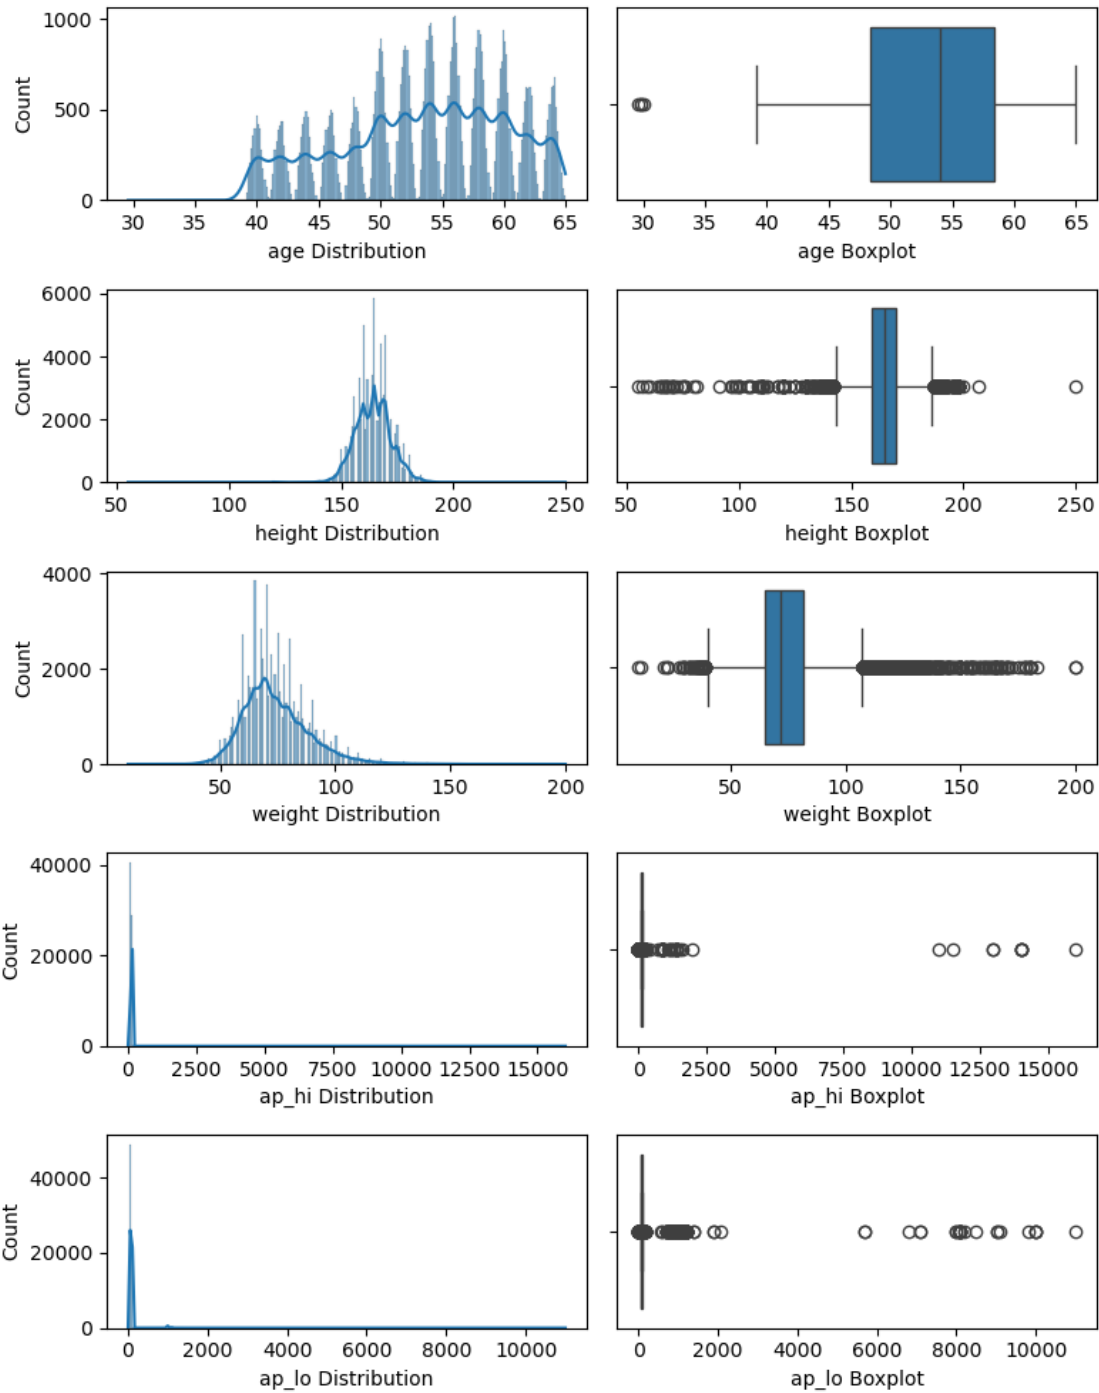 1000
500
0
Count
30 35 40 45 50 55 60 65
age Distribution
30 35 40 45 50 55 60 65
age Boxplot
6000
4000
2000
0
Count
50 100 150 200 250
height Distribution
50 100 150 200 250
height Boxplot
4000
2000
0
Count
50 100 150 200
weight Distribution
50 100 150 200
weight Boxplot
40000
20000
0
Count
0 2500 5000 7500 10000 12500 15000
ap_hi Distribution
0 2500 5000 7500 10000 12500 15000
ap_hi Boxplot
40000
20000
0
Count
0 2000 4000 6000 8000 10000
ap_lo Distribution
0 2000 4000 6000 8000 10000
ap_lo Boxplot